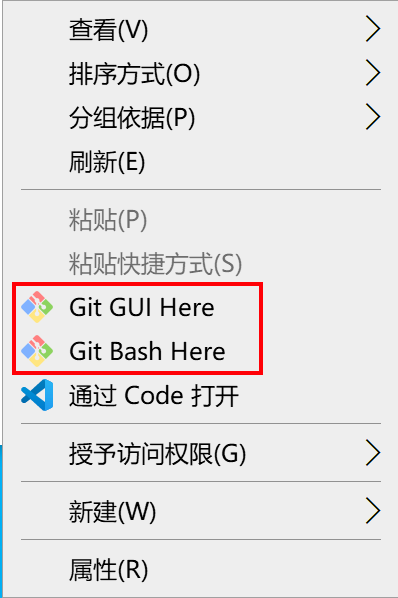 查看(V)
排序方式(O)
分组依据(P)
刷新(E)
粘贴(P)
粘贴快捷方式(S)
Git GUI Here
Git Bash Here
通过 Code 打开
授予访问权限(G)
新建(W)
属性(R)